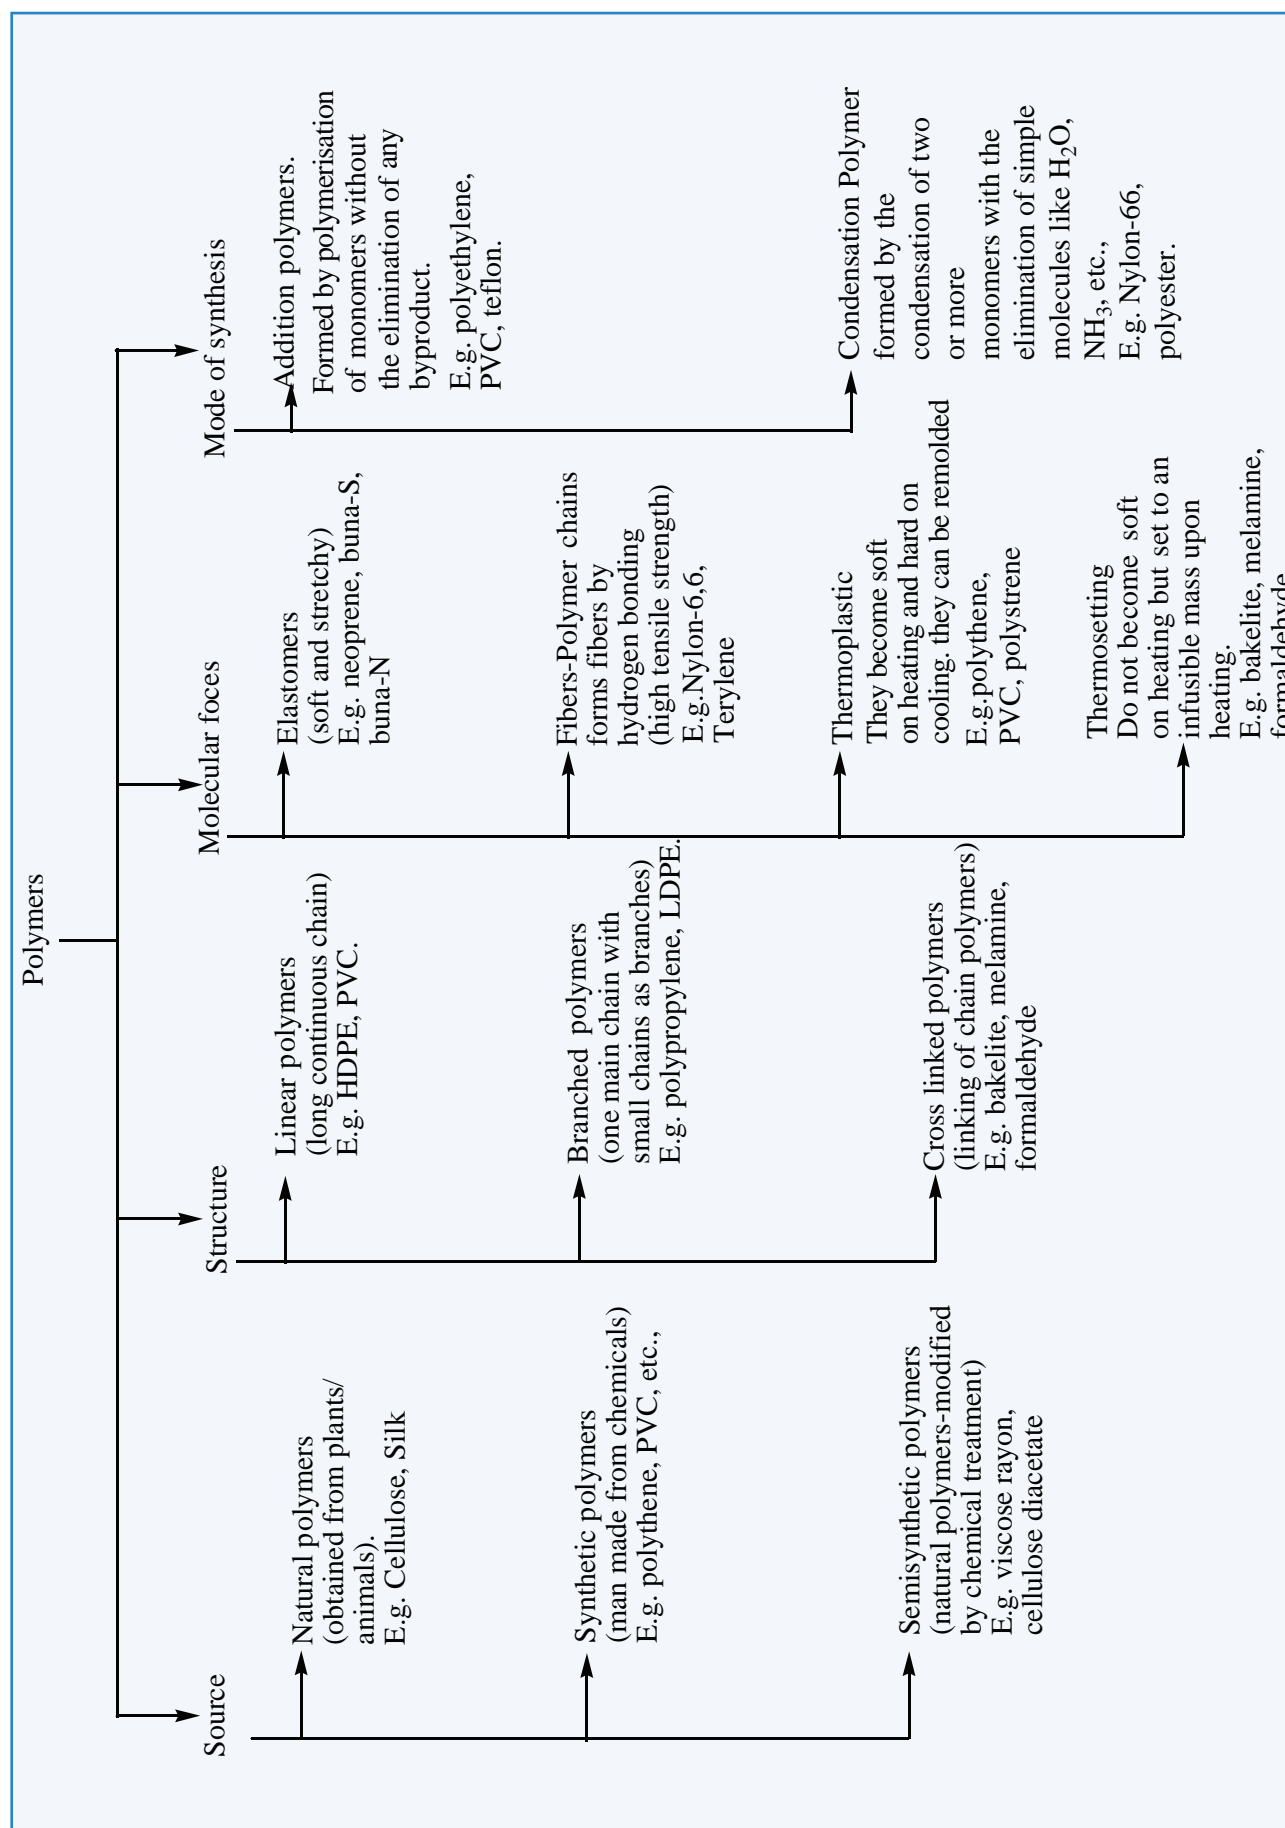 Polymers
Source
Natural polymers
(obtained from plants/
animals).
E.g. Cellulose, Silk
Synthetic polymers
(man made from chemicals)
E.g. polythene, PVC, etc.,
Semisynthetic polymers
(natural polymers-modified
by chemical treatment)
E.g. viscose rayon,
cellulose diacetate
Structure
Linear polymers
(long continuous chain)
E.g. HDPE, PVC.
Branched polymers
(one main chain with
small chains as branches)
E.g. polypropylene, LDPE.
Cross linked polymers
(linking of chain polymers)
E.g. bakelite, melamine,
formaldehyde
Molecular foces
Elastomers
(soft and stretchy)
E.g. neoprene, buna-S,
buna-N
Fibers-Polymer chains
forms fibers by
hydrogen bonding
(high tensile strength)
E.g.Nylon-6,6,
Terylene
Thermoplastic
They become soft
on heating and hard on
cooling. they can be remolded
E.g.polythene,
PVC, polystrene
Thermosetting
Do not become soft
on heating but set to an
infusible mass upon
heating.
E.g. bakelite, melamine,
formaldehyde
Mode of synthesis
Addition polymers.
Formed by polymerisation
of monomers without
the elimination of any
byproduct.
E.g. polyethylene,
PVC, teflon.
Condensation Polymer
formed by the
condensation of two
or more
monomers with the
elimination of simple
molecules like H₂O,
NH₃, etc.,
E.g. Nylon-66,
polyester.